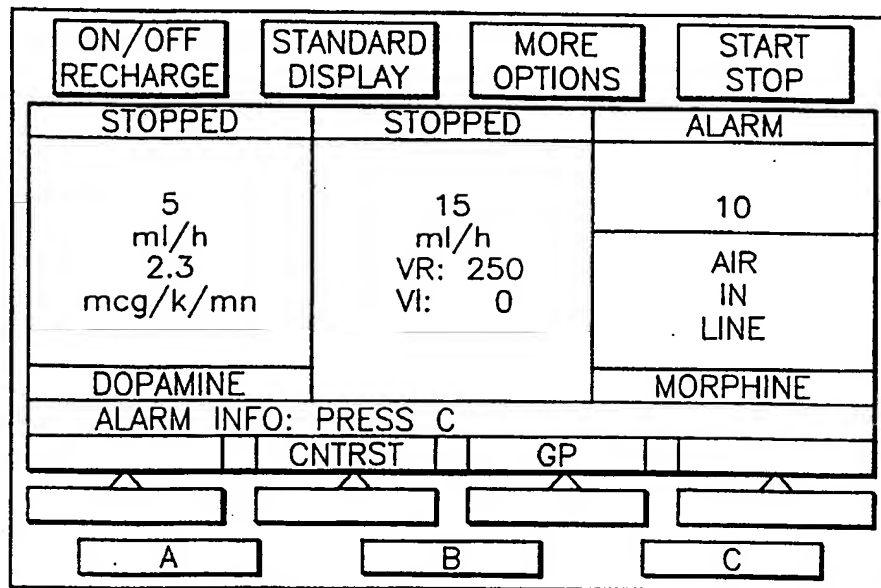 ON/OFF
RECHARGE
STANDARD
DISPLAY
MORE
OPTIONS
START
STOP
STOPPED
5
ml/h
2.3
mcg/k/mn
DOPAMINE
STOPPED
15
ml/h
VR: 250
VI: 0
ALARM
10
AIR
IN
LINE
MORPHINE
ALARM INFO: PRESS C
CNTRST
GP
A
B
C